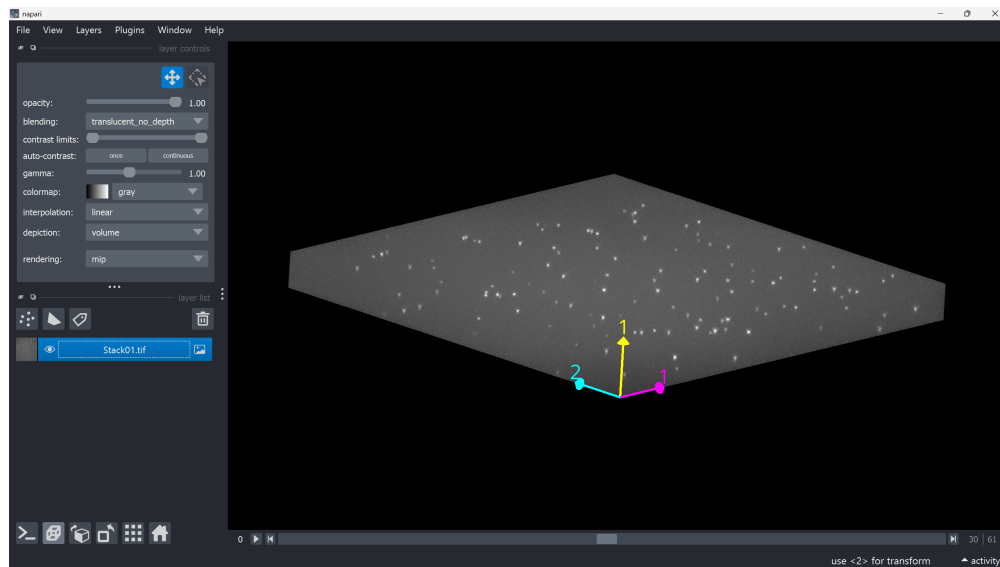 napari
File View Layers Plugins Window Help
layer controls
opacity: 1.00
blending: translucent_no_depth
contrast limits:
auto-contrast: once continuous
gamma: 1.00
colormap: gray
interpolation: linear
depiction: volume
rendering: mip
layer list
Stack01.tif
1
2 1
0 30 61
use <2> for transform activity